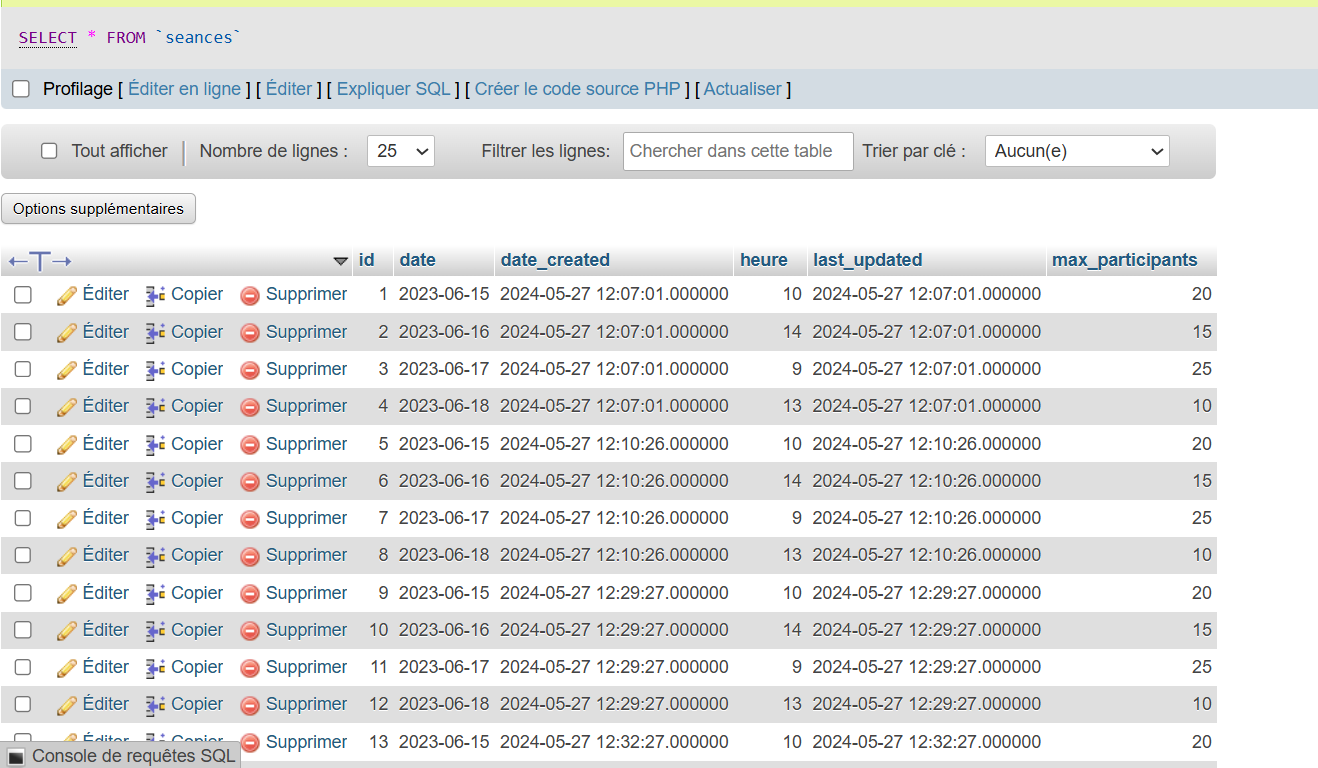 SELECT * FROM `seances`
Profilage [ Éditer en ligne ] [ Éditer ] [ Expliquer SQL ] [ Créer le code source PHP ] [ Actualiser ]
Tout afficher | Nombre de lignes : 25 Filtrer les lignes: Chercher dans cette table Trier par clé : Aucun(e)
Options supplémentaires
←T→ id date date_created heure last_updated max_participants
Éditer Copier Supprimer 1 2023-06-15 2024-05-27 12:07:01.000000 10 2024-05-27 12:07:01.000000 20
Éditer Copier Supprimer 2 2023-06-16 2024-05-27 12:07:01.000000 14 2024-05-27 12:07:01.000000 15
Éditer Copier Supprimer 3 2023-06-17 2024-05-27 12:07:01.000000 9 2024-05-27 12:07:01.000000 25
Éditer Copier Supprimer 4 2023-06-18 2024-05-27 12:07:01.000000 13 2024-05-27 12:07:01.000000 10
Éditer Copier Supprimer 5 2023-06-15 2024-05-27 12:10:26.000000 10 2024-05-27 12:10:26.000000 20
Éditer Copier Supprimer 6 2023-06-16 2024-05-27 12:10:26.000000 14 2024-05-27 12:10:26.000000 15
Éditer Copier Supprimer 7 2023-06-17 2024-05-27 12:10:26.000000 9 2024-05-27 12:10:26.000000 25
Éditer Copier Supprimer 8 2023-06-18 2024-05-27 12:10:26.000000 13 2024-05-27 12:10:26.000000 10
Éditer Copier Supprimer 9 2023-06-15 2024-05-27 12:29:27.000000 10 2024-05-27 12:29:27.000000 20
Éditer Copier Supprimer 10 2023-06-16 2024-05-27 12:29:27.000000 14 2024-05-27 12:29:27.000000 15
Éditer Copier Supprimer 11 2023-06-17 2024-05-27 12:29:27.000000 9 2024-05-27 12:29:27.000000 25
Éditer Copier Supprimer 12 2023-06-18 2024-05-27 12:29:27.000000 13 2024-05-27 12:29:27.000000 10
Éditer Copier Supprimer 13 2023-06-15 2024-05-27 12:32:27.000000 10 2024-05-27 12:32:27.000000 20
Console de requêtes SQL